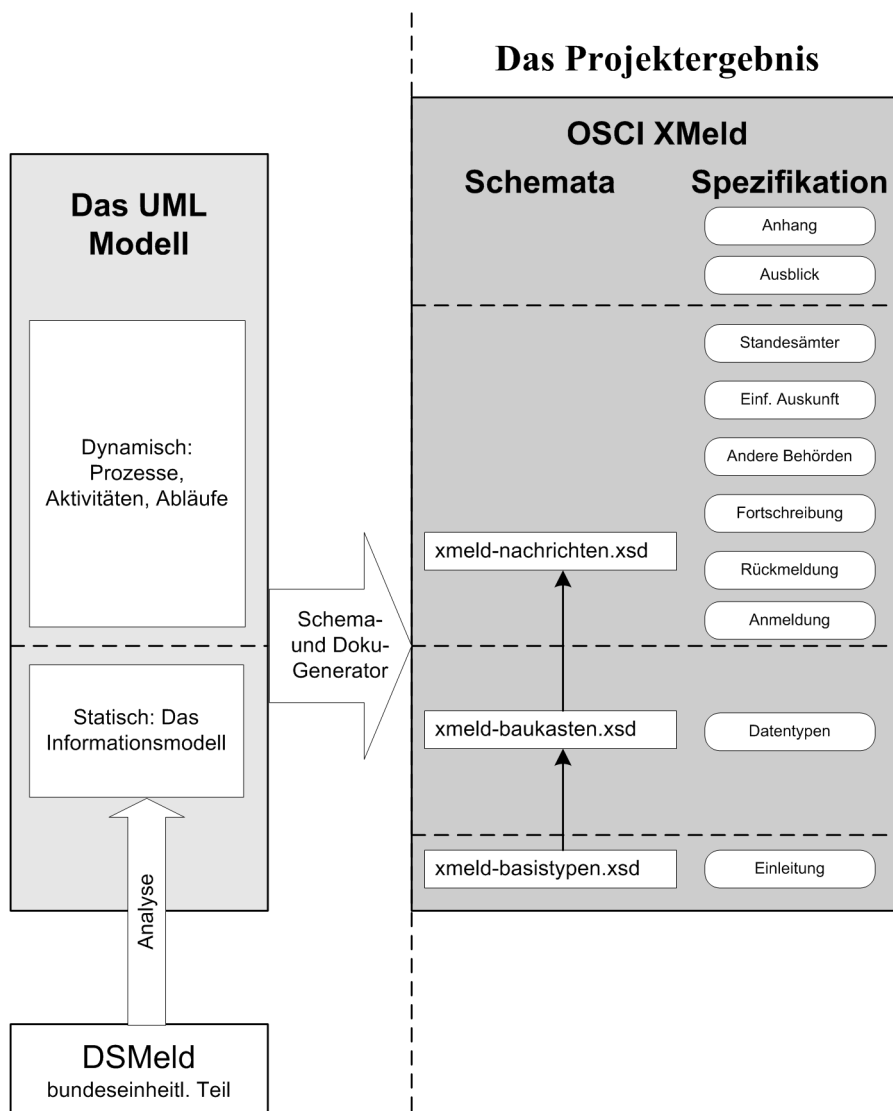 Das Projektergebnis
Das UML
Modell
Dynamisch:
Prozesse,
Aktivitäten, Abläufe
Statisch: Das
Informationsmodell
Analyse
DSMeld
bundeseinheitl. Teil
Schema-
und Doku-
Generator
OSCI XMeld
Schemata
xmeld-nachrichten.xsd
xmeld-baukasten.xsd
xmeld-basistypen.xsd
Spezifikation
Anhang
Ausblick
Standesämter
Einf. Auskunft
Andere Behörden
Fortschreibung
Rückmeldung
Anmeldung
Datentypen
Einleitung